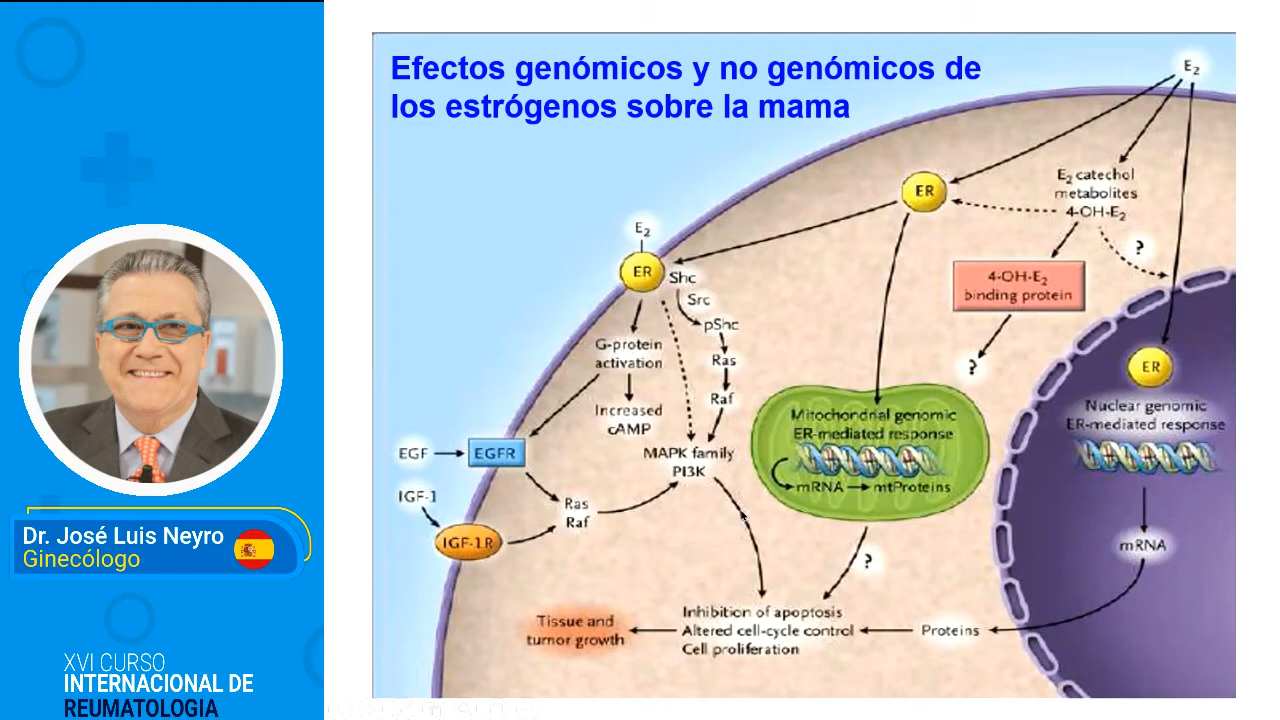 Efectos genómicos y no genómicos de
los estrógenos sobre la mama
E2
E2 catechol
metabolites
4-OH-E2
ER
?
E2
ER
Shc
Src
pShc
Ras
Raf
4-OH-E2
binding protein
?
G-protein
activation
Increased
cAMP
ER
Nuclear genomic
ER-mediated response
mRNA
Mitochondrial genomic
ER-mediated response
mRNA
mtProteins
EGF
EGFR
MAPK family
PI3K
IGF-1
IGF-1R
Ras
Raf
?
Inhibition of apoptosis
Altered cell-cycle control
Cell proliferation
Proteins
Tissue and
tumor growth
Dr. José Luis Neyro
Ginecólogo
XVI CURSO
INTERNACIONAL DE
REUMATOLOGIA